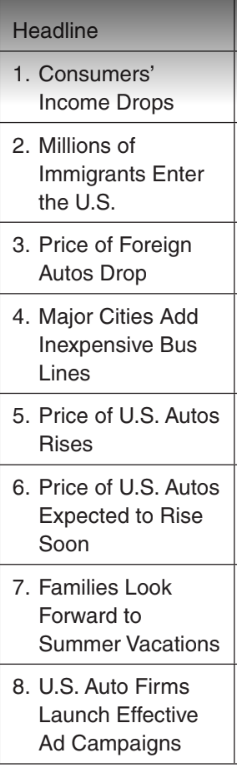 Headline
1. Consumers'
Income Drops
2. Millions of
Immigrants Enter
the U.S.
3. Price of Foreign
Autos Drop
4. Major Cities Add
Inexpensive Bus
Lines
5. Price of U.S. Autos
Rises
6. Price of U.S. Autos
Expected to Rise
Soon
7. Families Look
Forward to
Summer Vacations
8. U.S. Auto Firms
Launch Effective
Ad Campaigns